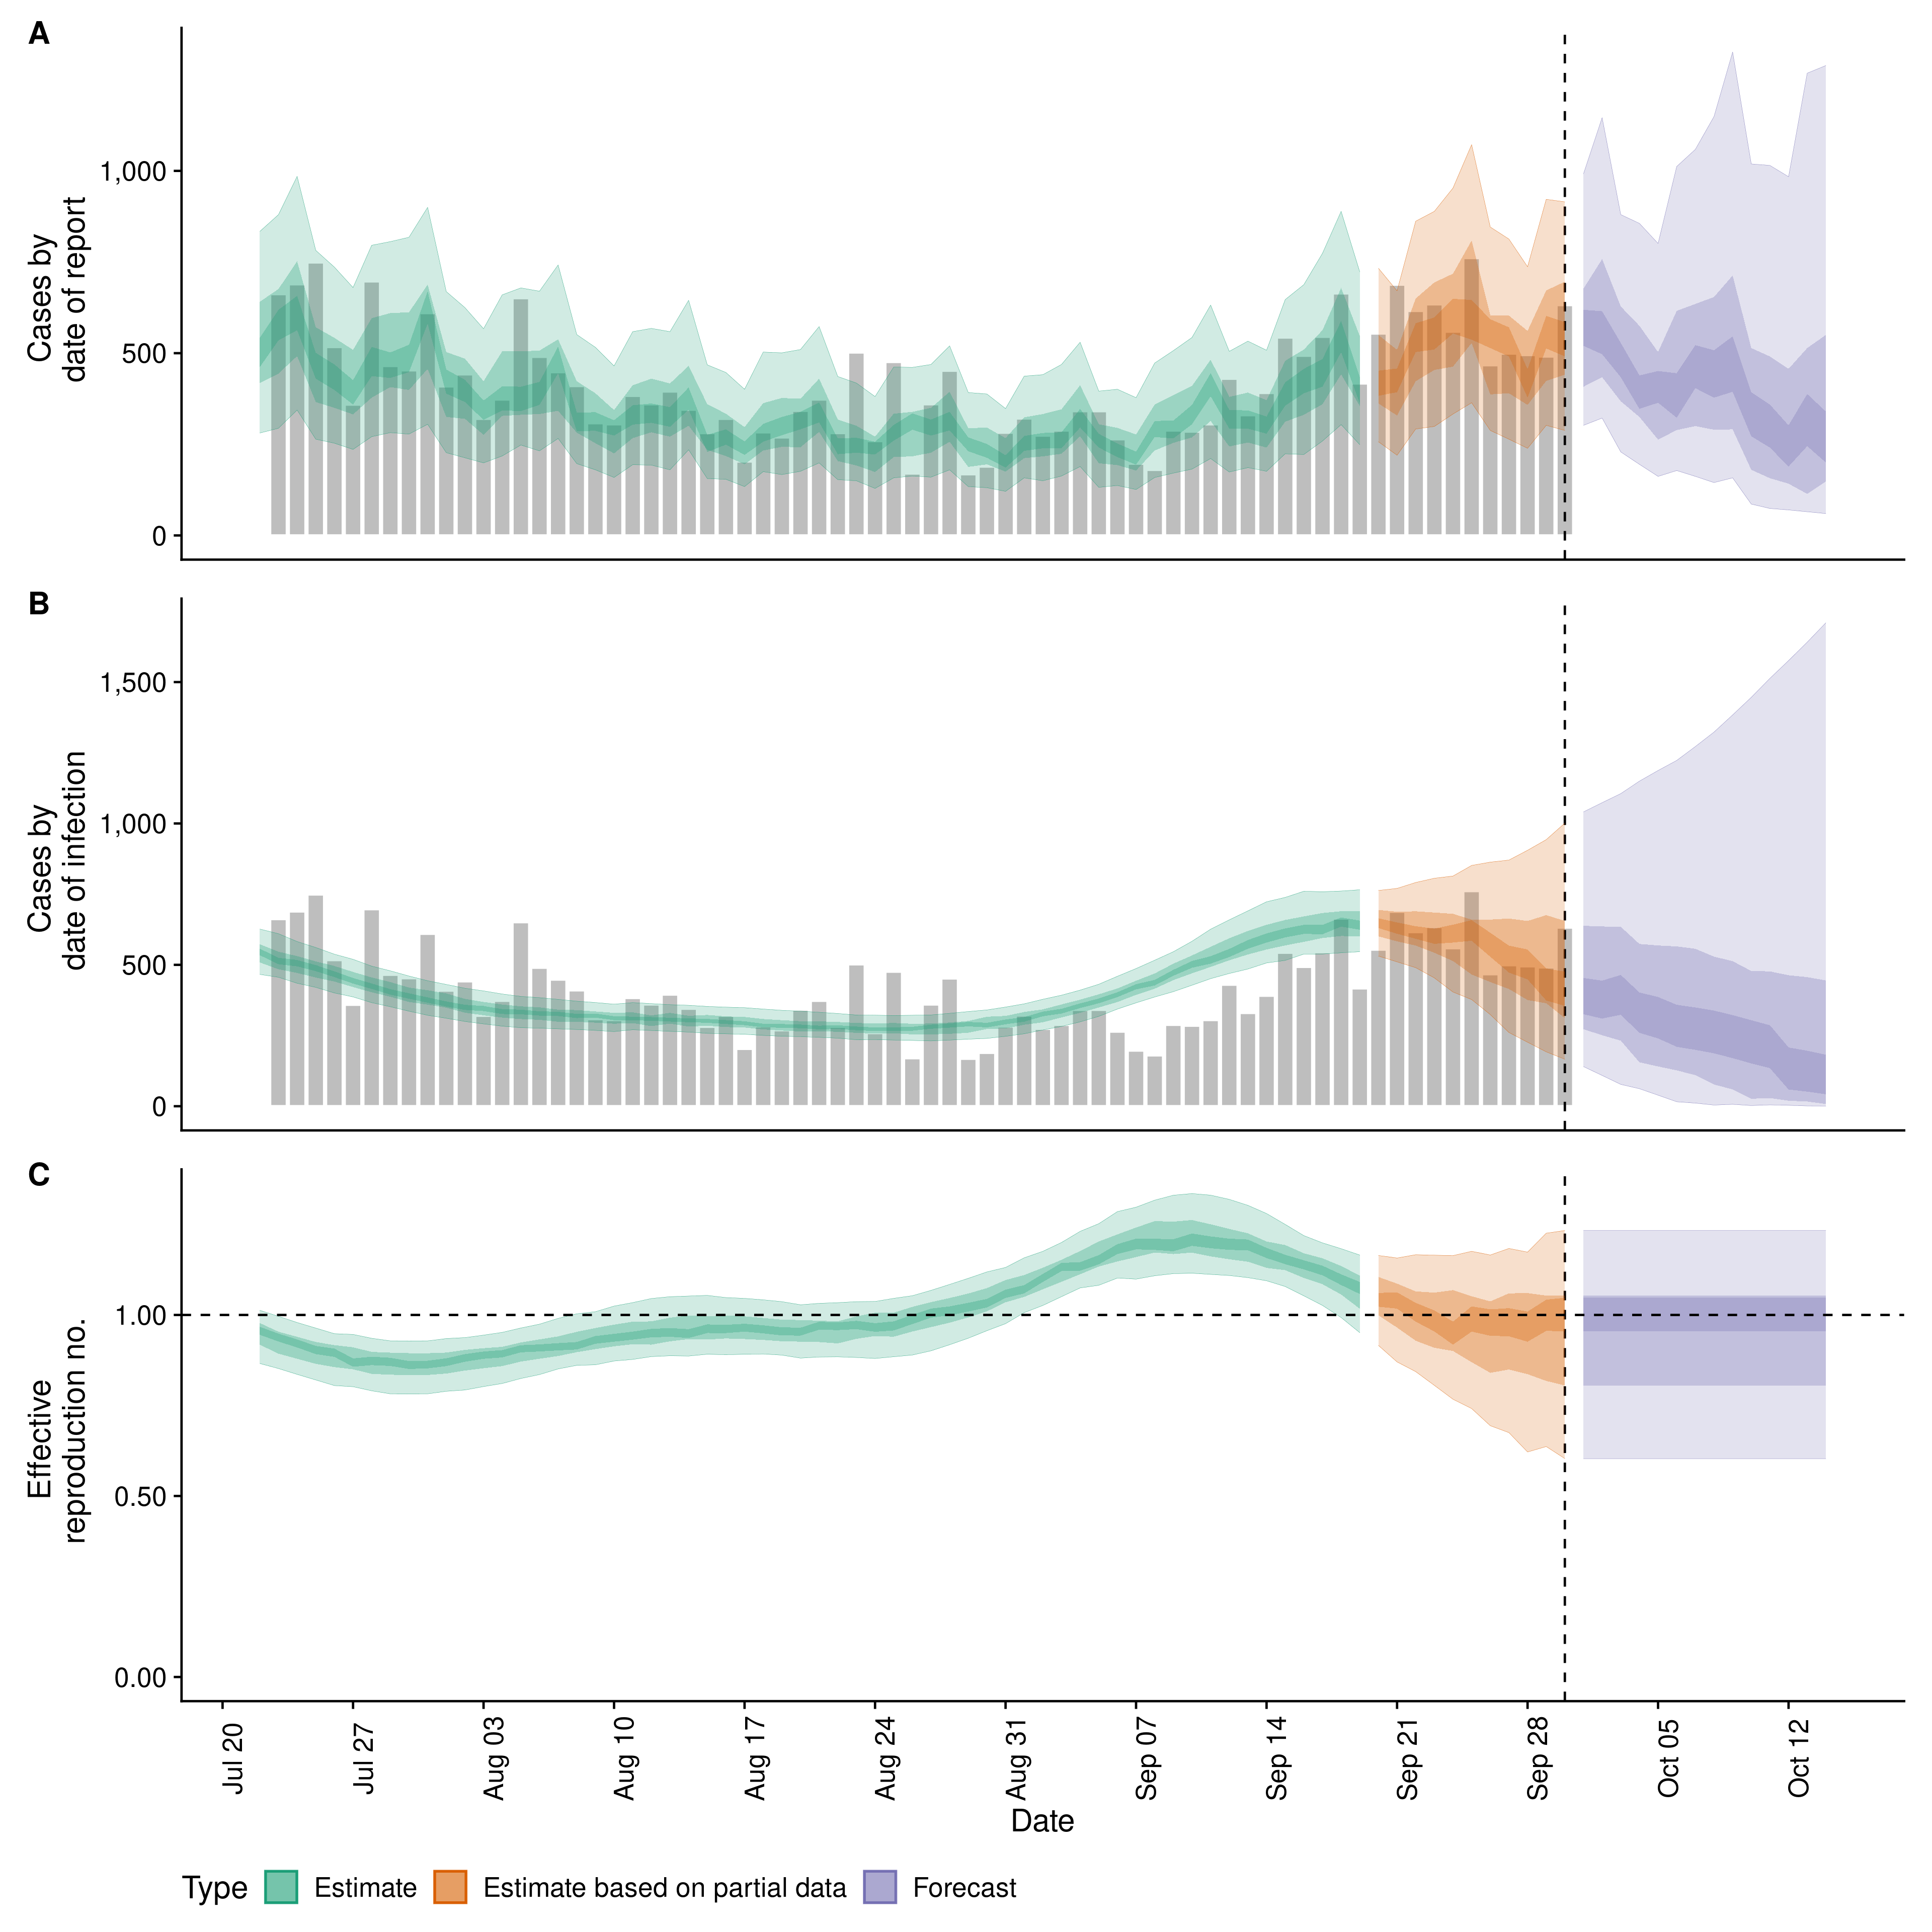 A
Cases by
date of report
1,000
500
0
B
Cases by
date of infection
1,500
1,000
500
0
C
Effective
reproduction no.
1.00
0.50
0.00
Jul 20
Jul 27
Aug 03
Aug 10
Aug 17
Aug 24
Aug 31
Sep 07
Sep 14
Sep 21
Sep 28
Oct 05
Oct 12
Date
Type Estimate Estimate based on partial data Forecast